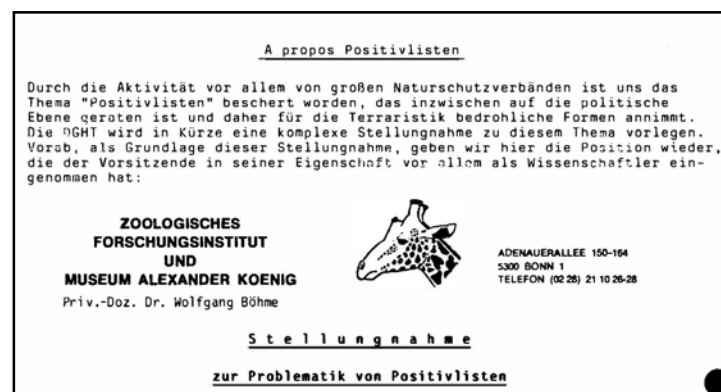 A propos Positivlisten
Durch die Aktivität vor allem von großen Naturschutzverbänden ist uns das
Thema "Positivlisten" beschert worden, das inzwischen auf die politische
Ebene geraten ist und daher für die Terraristik bedrohliche Formen annimmt.
Die DGHT wird in Kürze eine komplexe Stellungnahme zu diesem Thema vorlegen.
Vorab, als Grundlage dieser Stellungnahme, geben wir hier die Position wieder,
die der Vorsitzende in seiner Eigenschaft vor allem als Wissenschaftler ein-
genommen hat:
ZOOLOGISCHES
FORSCHUNGSINSTITUT
UND
MUSEUM ALEXANDER KOENIG
Priv.-Doz. Dr. Wolfgang Böhme
ADENAUERALLEE 150-164
5300 BONN 1
TELEFON (02 28) 21 10 26-28
Stellungnahme
zur Problematik von Positivlisten